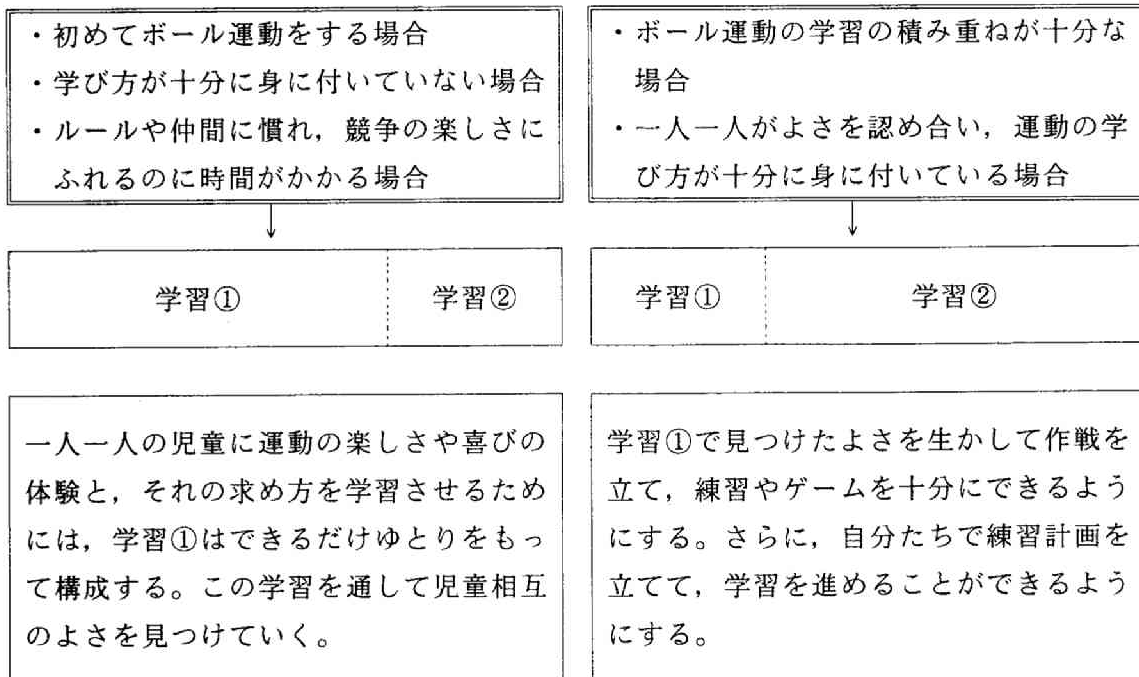 ・初めてボール運動をする場合
・学び方が十分に身に付いていない場合
・ルールや仲間に慣れ，競争の楽しさに
ふれるのに時間がかかる場合
・ボール運動の学習の積み重ねが十分な
場合
・一人一人がよさを認め合い，運動の学
び方が十分に身に付いている場合
学習①
学習②
学習①
学習②
一人一人の児童に運動の楽しさや喜びの
体験と，それの求め方を学習させるため
には，学習①はできるだけゆとりをもっ
て構成する。この学習を通して児童相互
のよさを見つけていく。
学習①で見つけたよさを生かして作戦を
立て，練習やゲームを十分にできるよう
にする。さらに，自分たちで練習計画を
立てて，学習を進めることができるよう
にする。